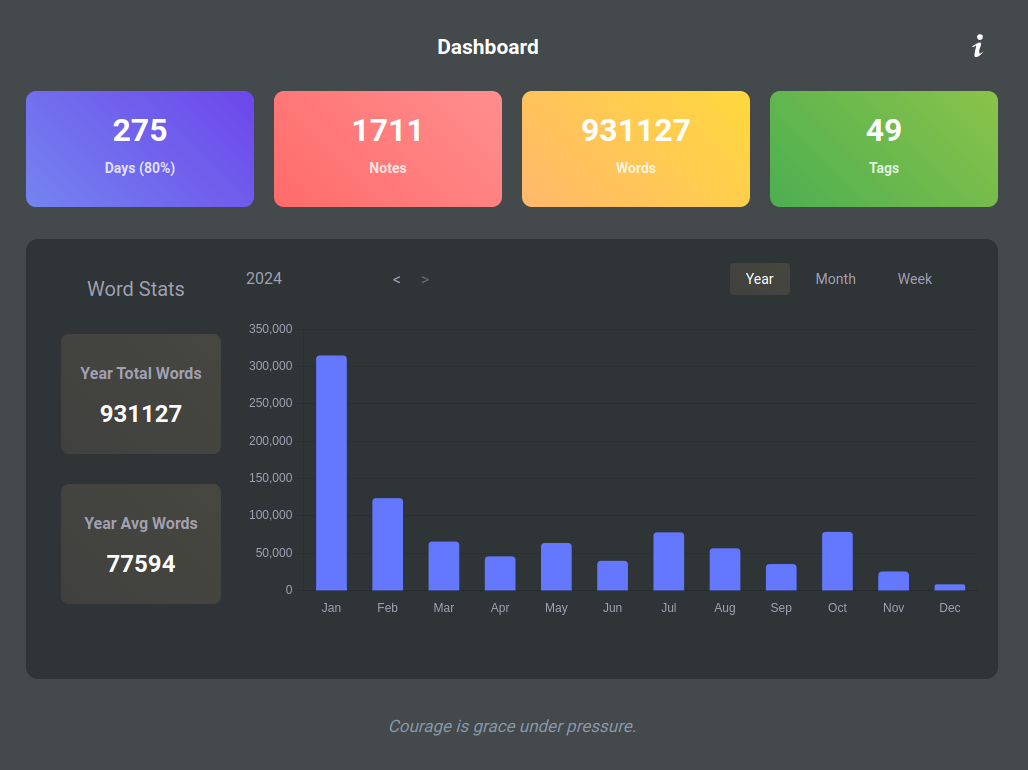 Dashboard
i
275
Days (80%)
1711
Notes
931127
Words
49
Tags
Word Stats
2024
< >
Year Month Week
Year Total Words
931127
Year Avg Words
77594
350,000
300,000
250,000
200,000
150,000
100,000
50,000
0
Jan Feb Mar Apr May Jun Jul Aug Sep Oct Nov Dec
Courage is grace under pressure.